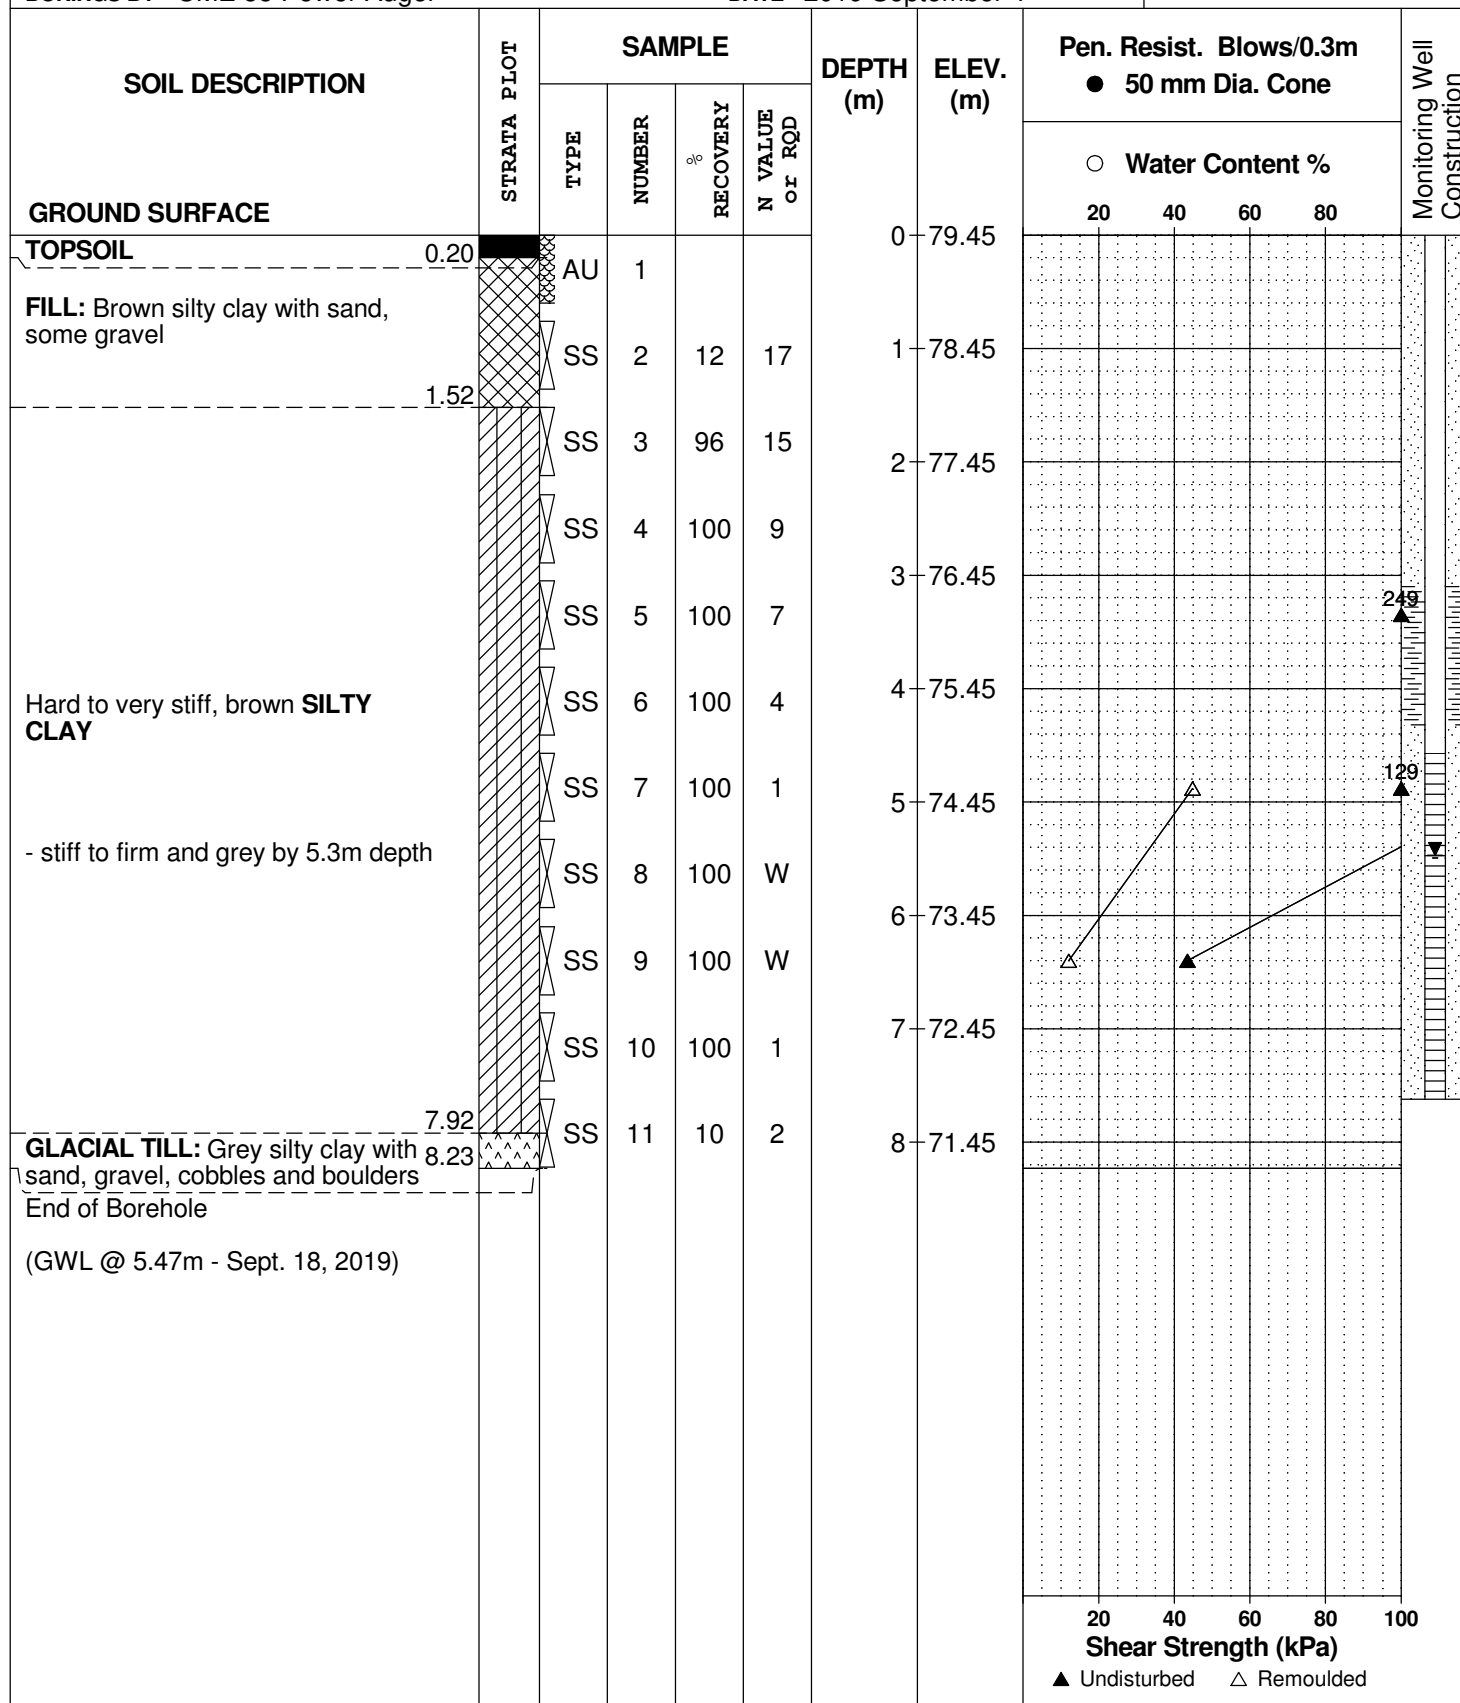 SOIL DESCRIPTION
GROUND SURFACE
STRATA PLOT
SAMPLE
TYPE
NUMBER
% RECOVERY
N VALUE or RQD
DEPTH (m)
ELEV. (m)
Pen. Resist. Blows/0.3m
● 50 mm Dia. Cone
○ Water Content %
20 40 60 80
Monitoring Well Construction
TOPSOIL 0.20
FILL: Brown silty clay with sand,
some gravel
1.52
Hard to very stiff, brown SILTY
CLAY
- stiff to firm and grey by 5.3m depth
7.92
GLACIAL TILL: Grey silty clay with 8.23
sand, gravel, cobbles and boulders
End of Borehole
(GWL @ 5.47m - Sept. 18, 2019)
AU 1
SS 2 12 17
SS 3 96 15
SS 4 100 9
SS 5 100 7
SS 6 100 4
SS 7 100 1
SS 8 100 W
SS 9 100 W
SS 10 100 1
SS 11 10 2
0 79.45
1 78.45
2 77.45
3 76.45
4 75.45
5 74.45
6 73.45
7 72.45
8 71.45
249
129
20 40 60 80 100
Shear Strength (kPa)
▲ Undisturbed △ Remoulded